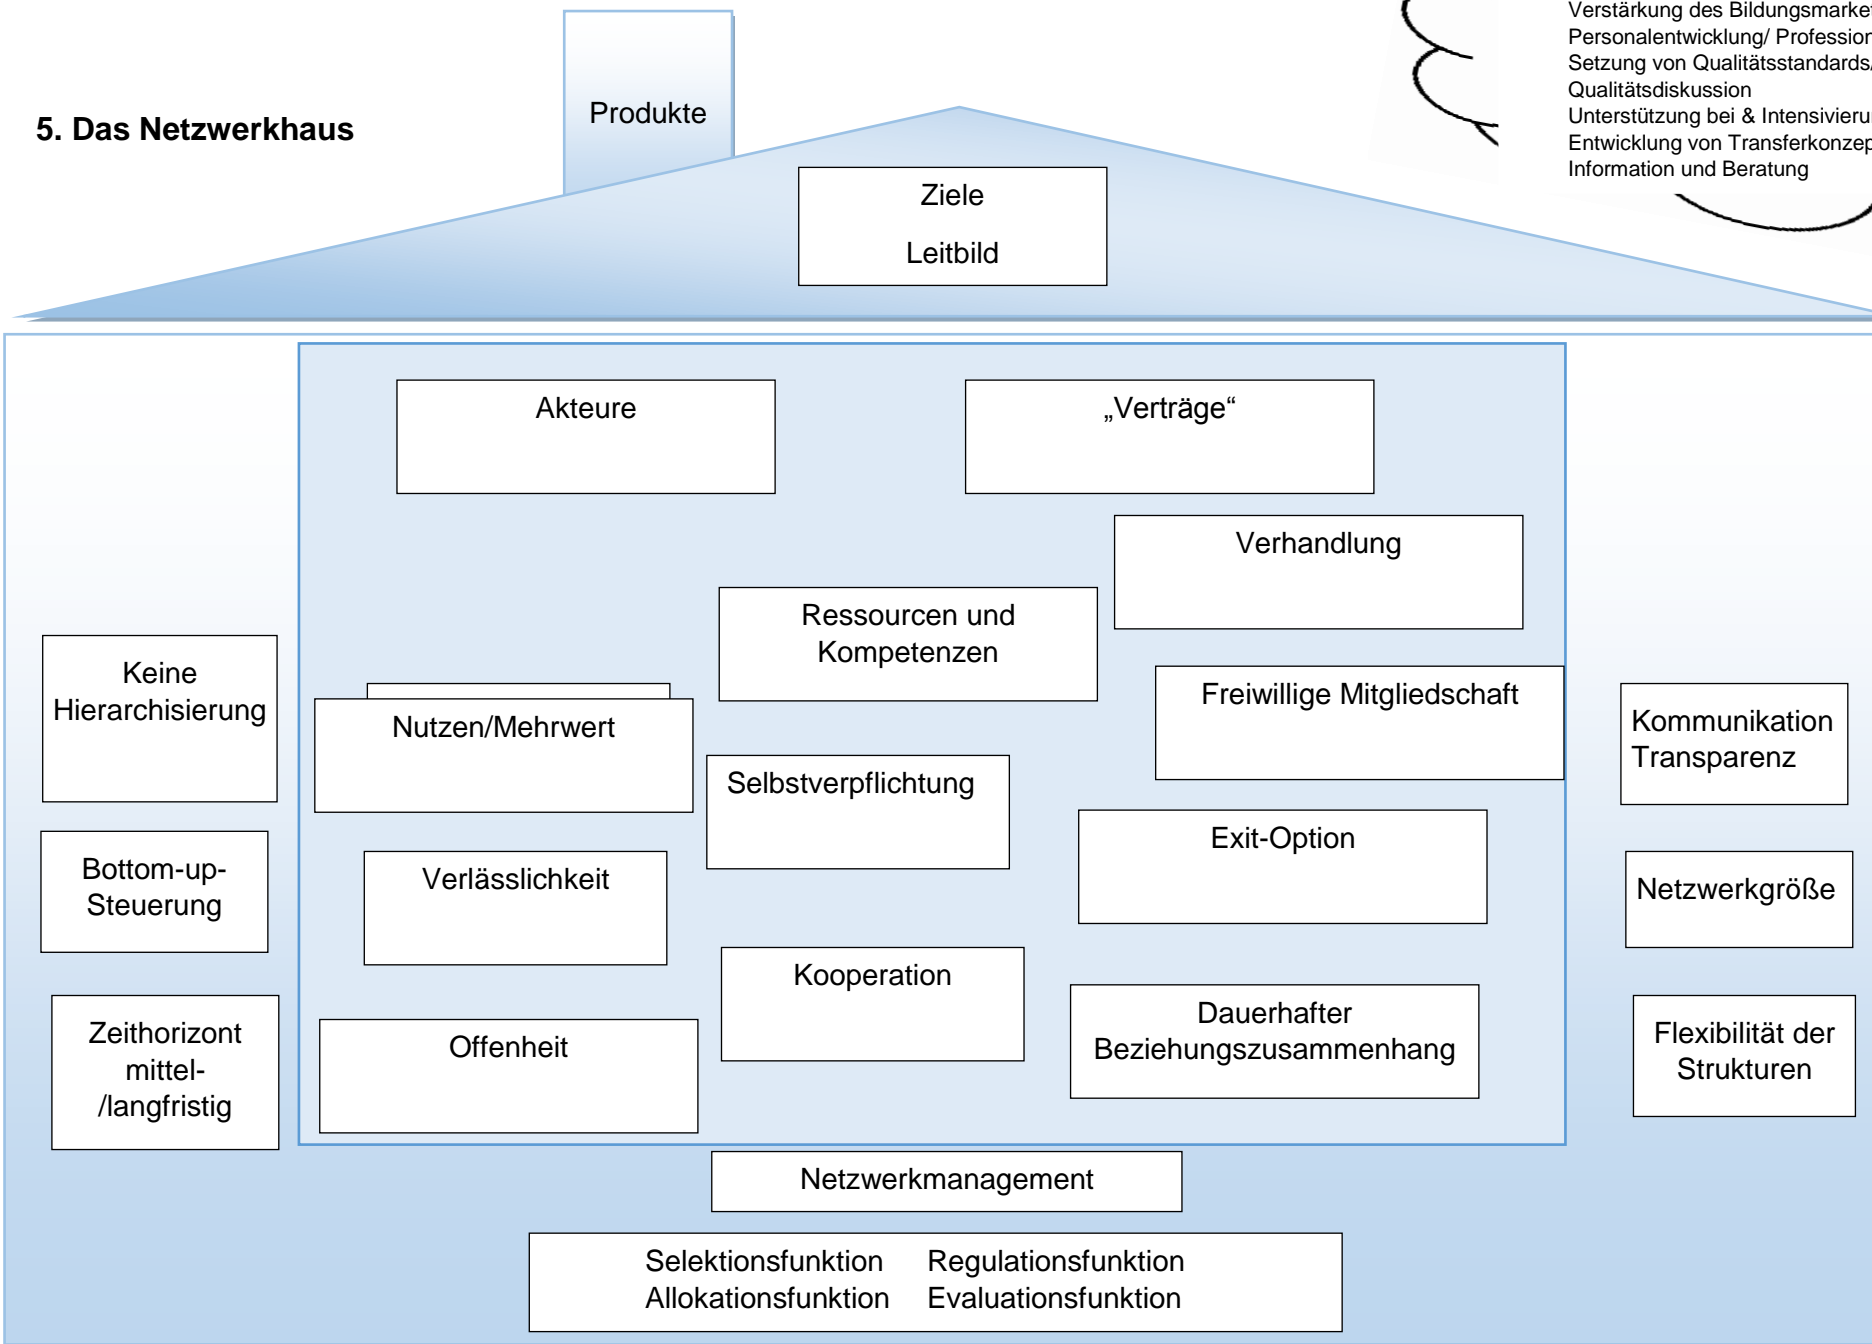 Verstärkung des Bildungsmarke
Personalentwicklung/ Profession
Setzung von Qualitätsstandards/
Qualitätsdiskussion
Unterstützung bei & Intensivieru
Entwicklung von Transferkonzep
Information und Beratung
5. Das Netzwerkhaus
Produkte
Ziele
Leitbild
Akteure
„Verträge“
Verhandlung
Ressourcen und
Kompetenzen
Keine
Hierarchisierung
Nutzen/Mehrwert
Freiwillige Mitgliedschaft
Kommunikation
Transparenz
Selbstverpflichtung
Bottom-up-
Steuerung
Verlässlichkeit
Exit-Option
Netzwerkgröße
Kooperation
Zeithorizont
mittel-
/langfristig
Offenheit
Dauerhafter
Beziehungszusammenhang
Flexibilität der
Strukturen
Netzwerkmanagement
Selektionsfunktion Regulationsfunktion
Allokationsfunktion Evaluationsfunktion